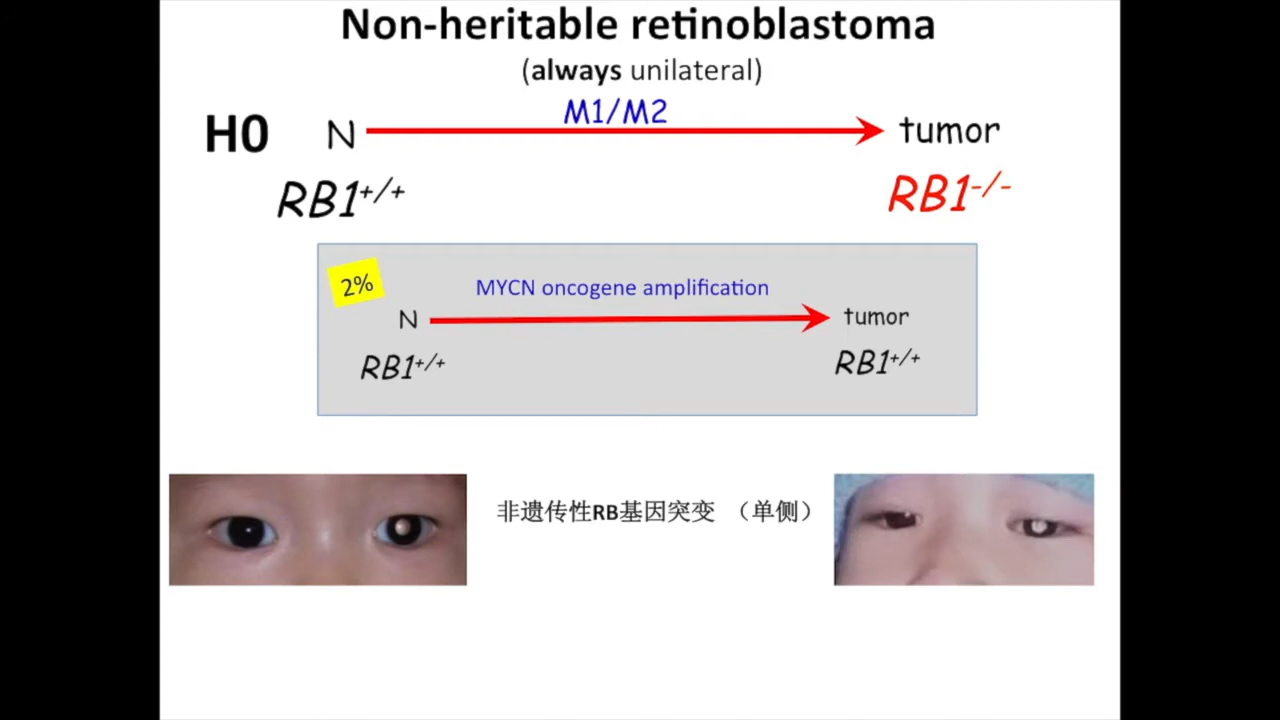 Non-heritable retinoblastoma
(always unilateral)
M1/M2
H0 N tumor
RB1+/+ RB1-/-
2%
MYCN oncogene amplification
N tumor
RB1+/+ RB1+/+
非遗传性RB基因突变 （单侧）